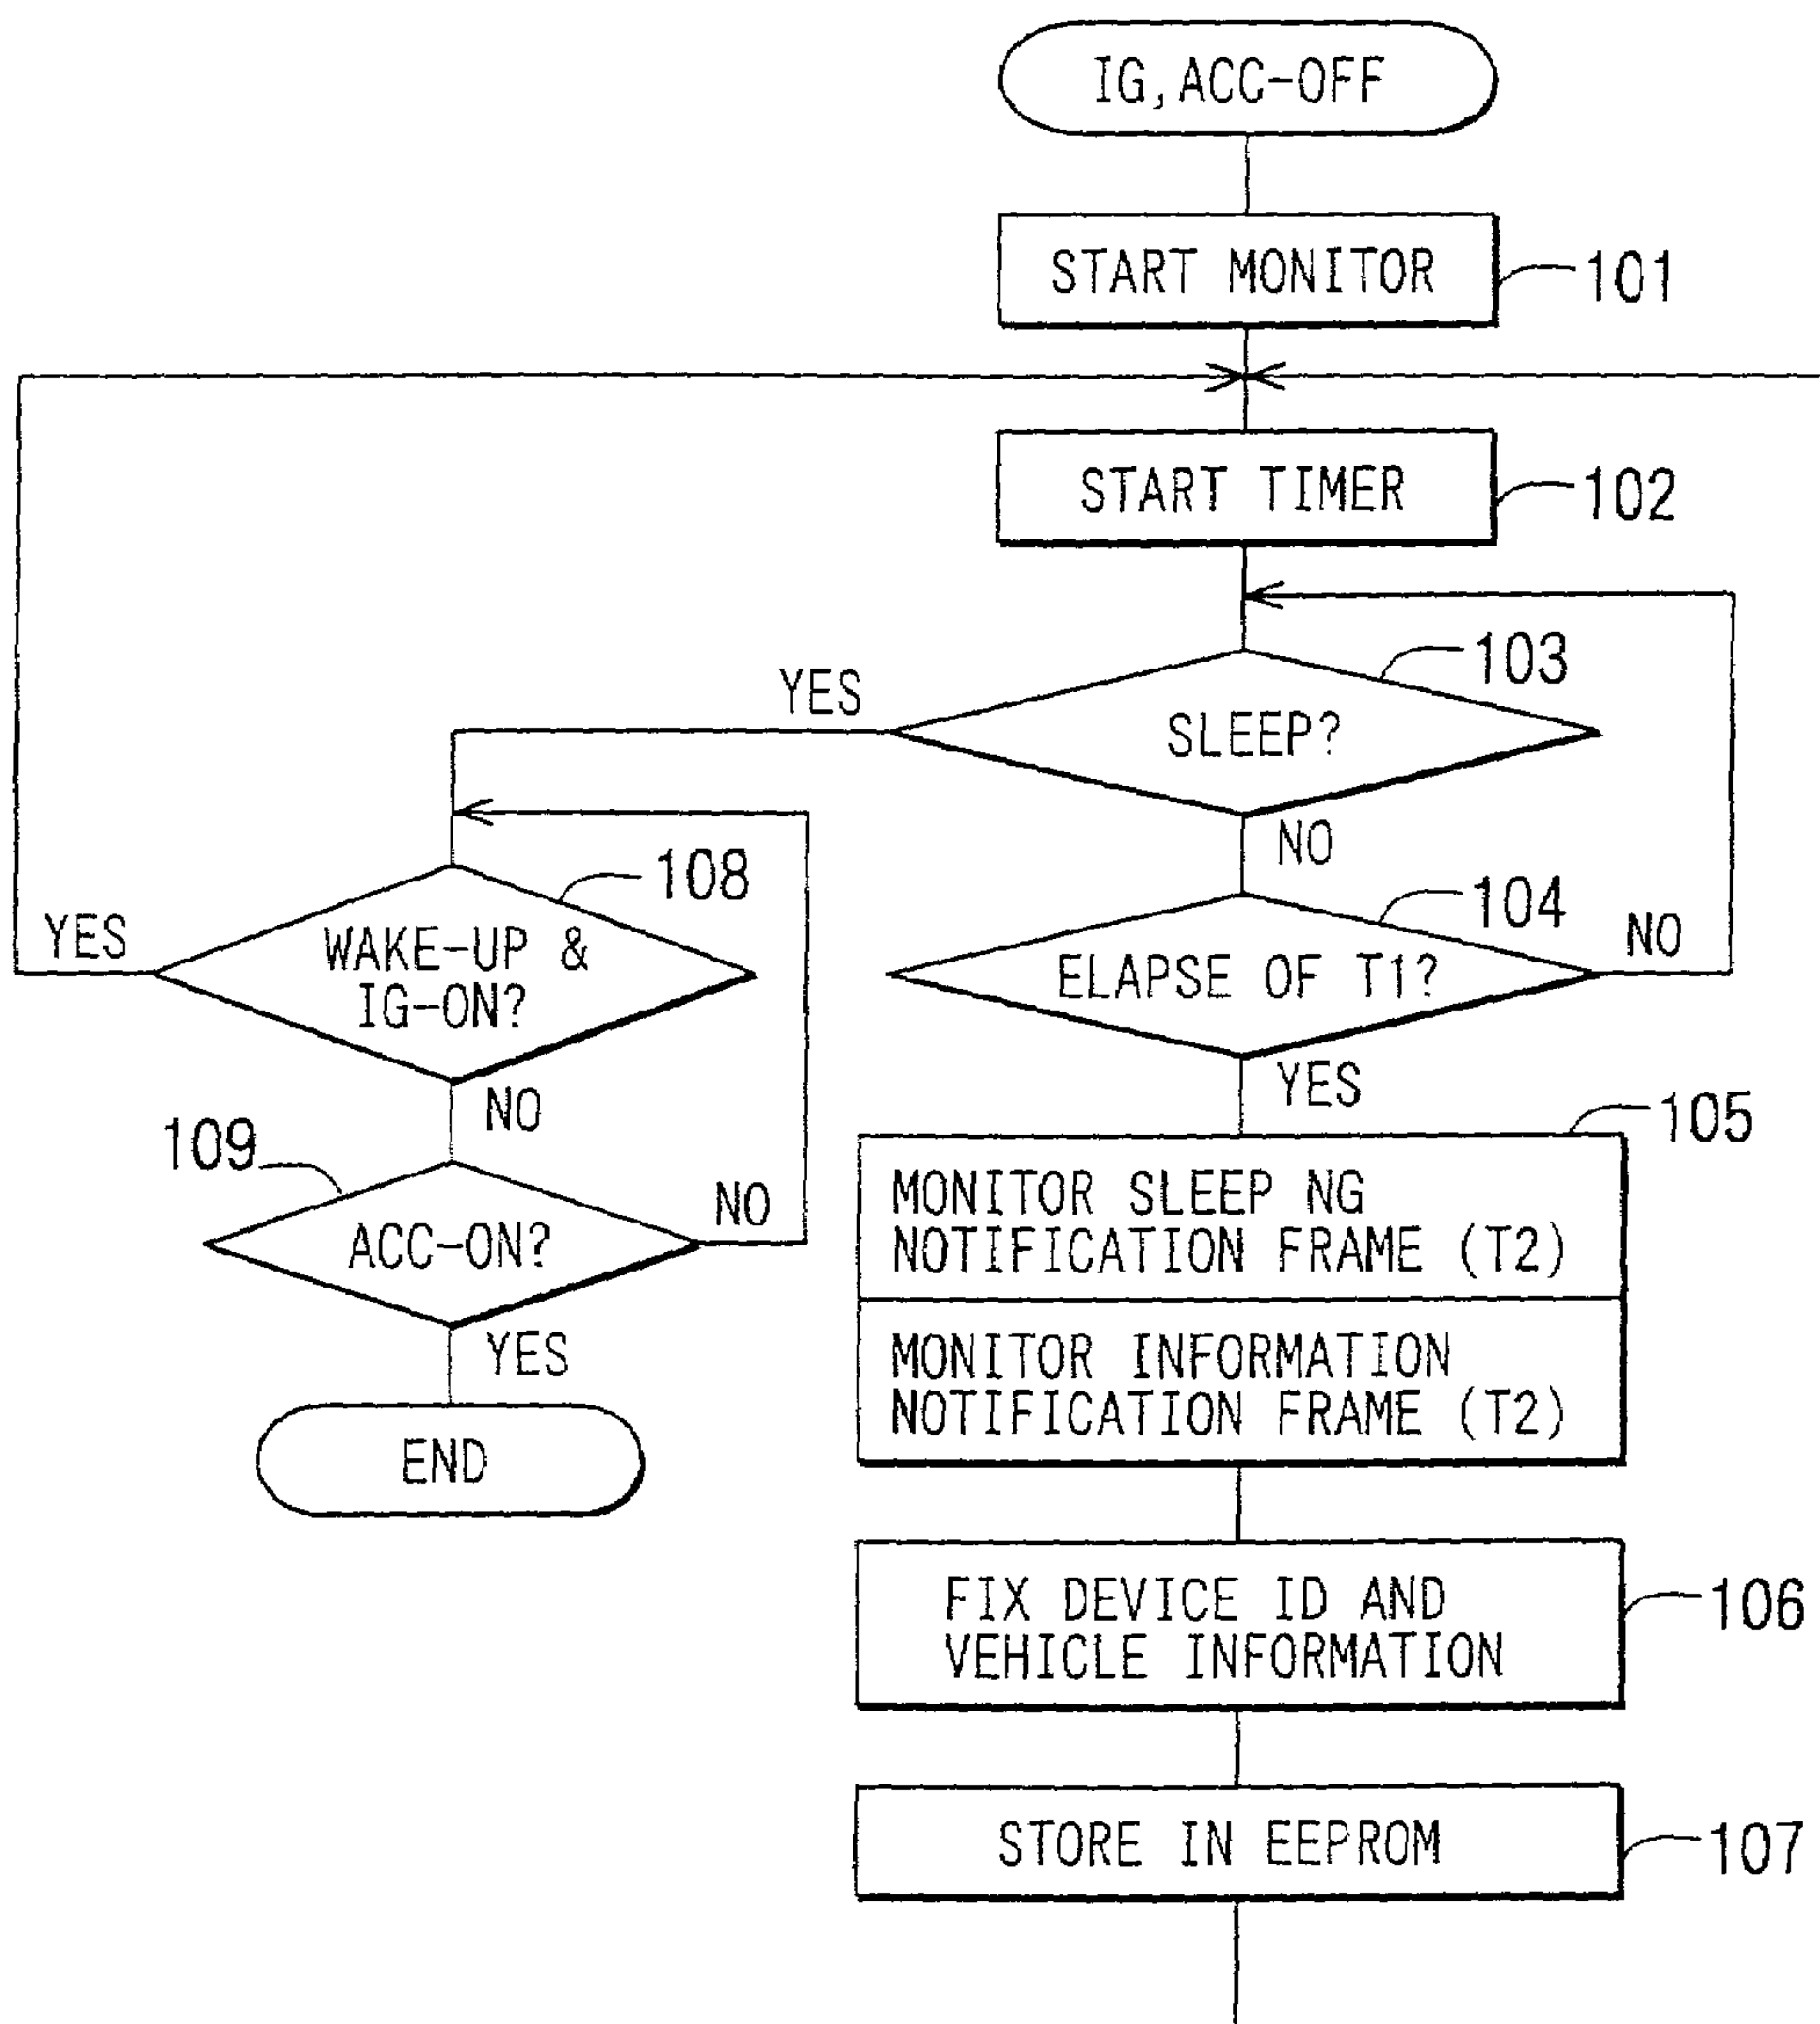 IG,ACC-OFF
START MONITOR
101
START TIMER
102
103
YES
SLEEP?
NO
108
104
YES
WAKE-UP &
IG-ON?
ELAPSE OF T1?
NO
NO
YES
105
109
MONITOR SLEEP NG
NOTIFICATION FRAME (T2)
NO
ACC-ON?
YES
MONITOR INFORMATION
NOTIFICATION FRAME (T2)
END
FIX DEVICE ID AND
VEHICLE INFORMATION
106
STORE IN EEPROM
107